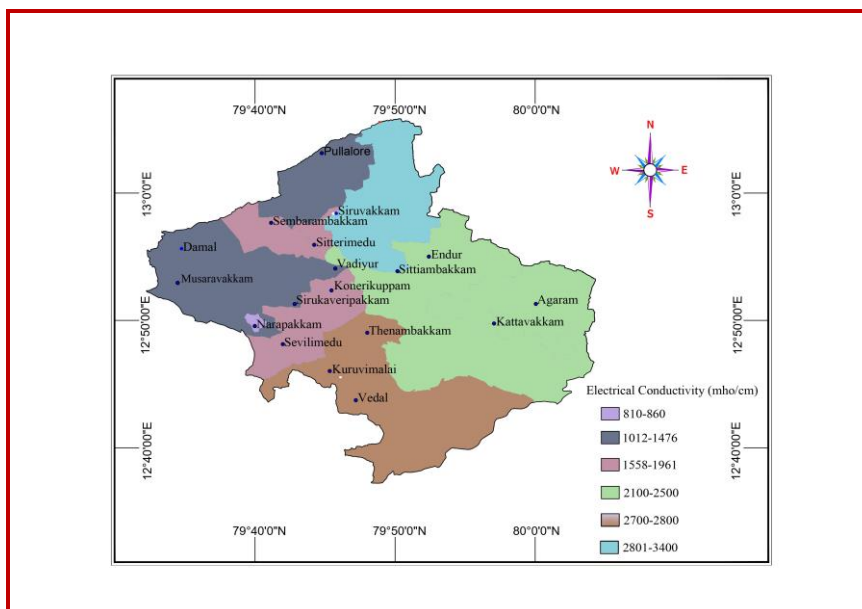 79°40'0"N 79°50'0"N 80°0'0"N
N
W E
S
13°0'0"E
13°0'0"E
Pullalore
Siruvakkam
Sembarambakkam
Sitterimedu
Damal
Endur
Vadiyur
Sittiambakkam
Musaravakkam
Konerikuppam
Sirukaveripakkam
Agaram
12°50'0"E
12°50'0"E
Narapakkam
Thenambakkam
Kattavakkam
Sevilimedu
Kuruvimalai
Vedal
Electrical Conductivity (mho/cm)
810-860
1012-1476
1558-1961
2100-2500
2700-2800
2801-3400
12°40'0"E
12°40'0"E
79°40'0"N 79°50'0"N 80°0'0"N